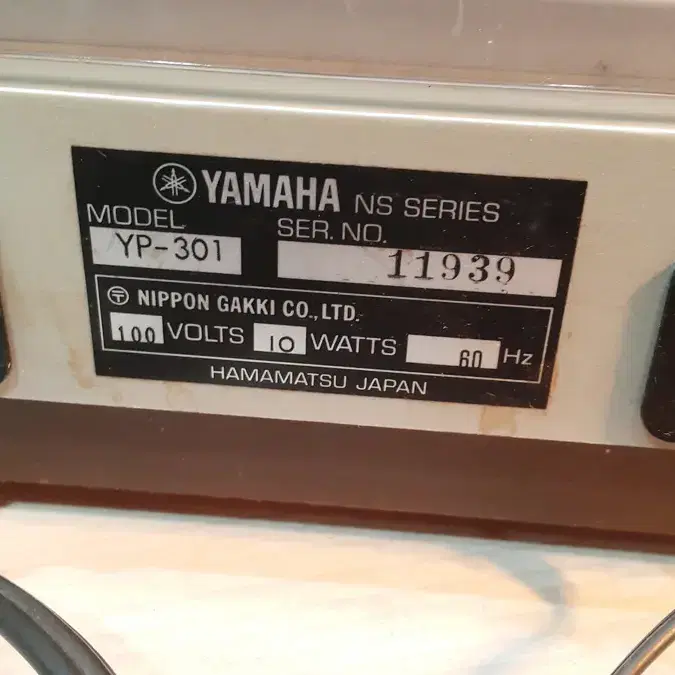 YAMAHA NS SERIES
MODEL SER. NO.
YP-301 11939
〶 NIPPON GAKKI CO., LTD.
100 VOLTS 10 WATTS 60 Hz
HAMAMATSU JAPAN